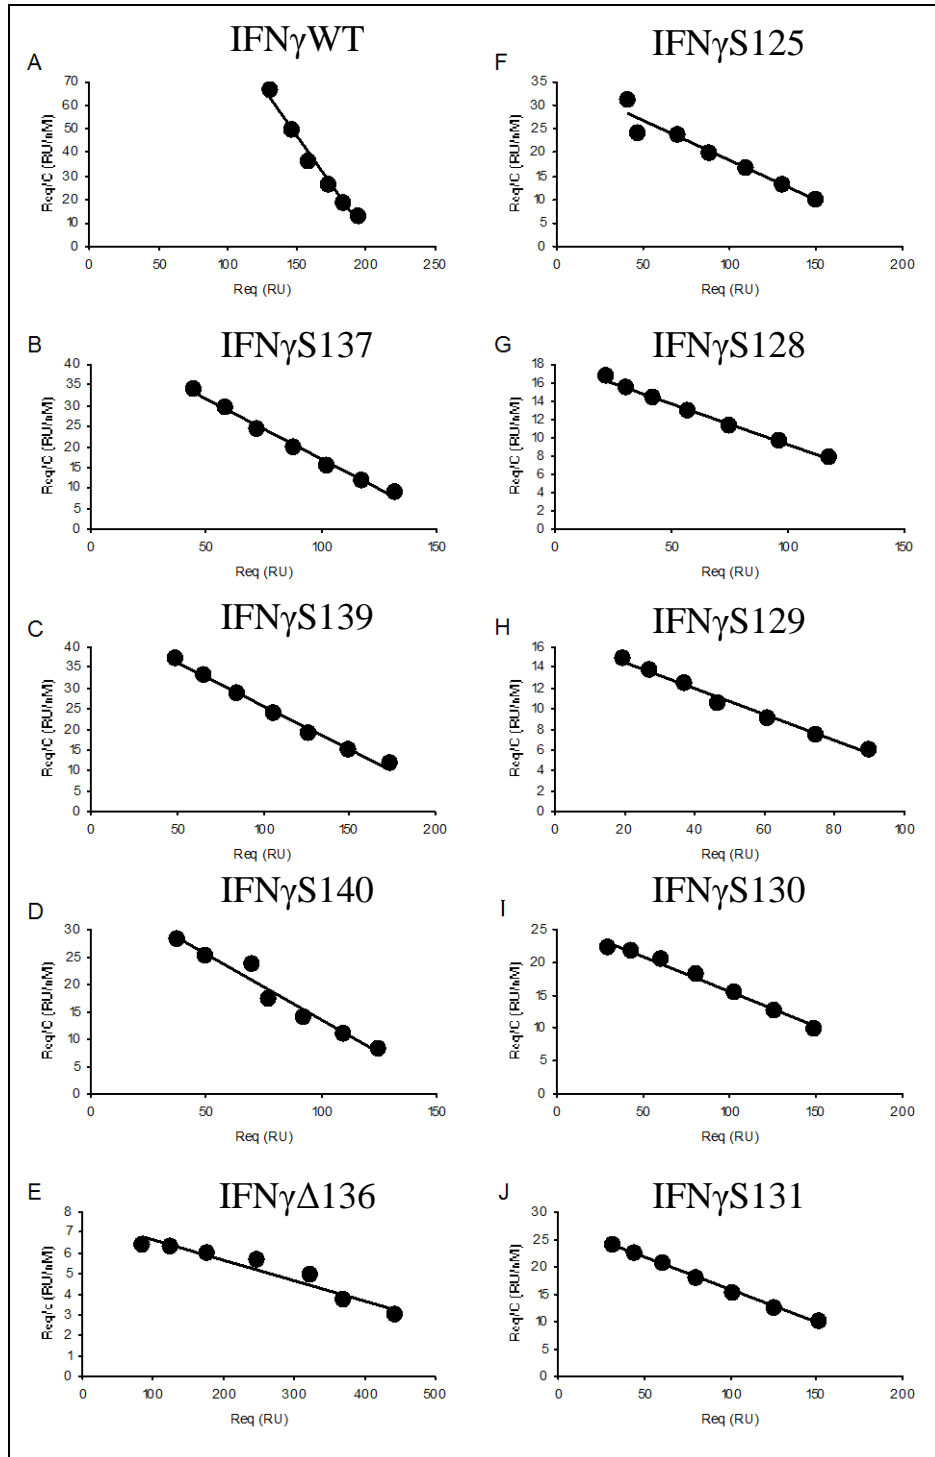 IFNγWT
A
70
60
50
40
30
20
10
0
Req/C [RU/nM]
0 50 100 150 200 250
Req (RU)
IFNγS125
F
35
30
25
20
15
10
5
0
Req/C [RU/nM]
0 50 100 150 200
Req (RU)
IFNγS137
B
40
35
30
25
20
15
10
5
0
Req/C [RU/nM]
0 50 100 150
Req (RU)
IFNγS128
G
18
16
14
12
10
8
6
4
2
0
Req/C [RU/nM]
0 50 100 150
Req (RU)
IFNγS139
C
40
35
30
25
20
15
10
5
0
Req/C [RU/nM]
0 50 100 150 200
Req (RU)
IFNγS129
H
16
14
12
10
8
6
4
2
0
Req/C [RU/nM]
0 20 40 60 80 100
Req (RU)
IFNγS140
D
30
25
20
15
10
5
0
Req/C [RU/nM]
0 50 100 150
Req (RU)
IFNγS130
I
25
20
15
10
5
0
Req/C [RU/nM]
0 50 100 150 200
Req (RU)
IFNγΔ136
E
8
7
6
5
4
3
2
1
0
Req/c [RU/nM]
0 100 200 300 400 500
Req (RU)
IFNγS131
J
30
25
20
15
10
5
0
Req/C [RU/nM]
0 50 100 150 200
Req (RU)